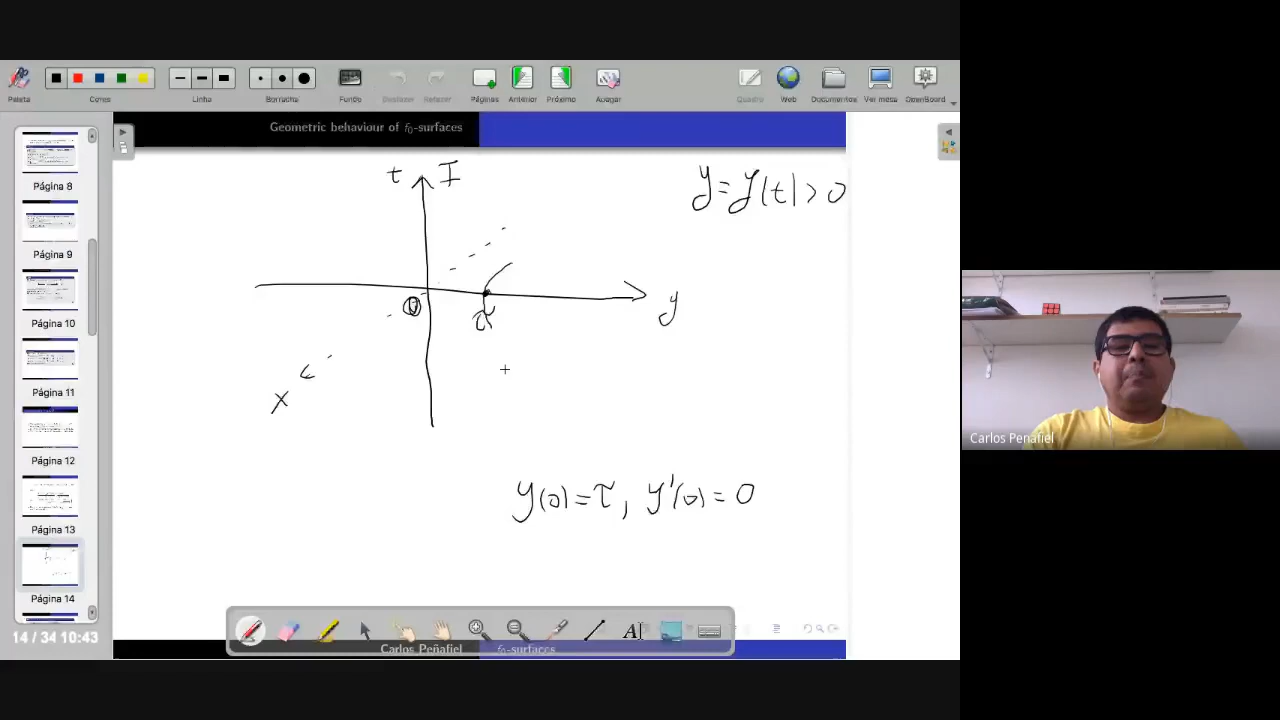 Paleta
Cores
Linha
Borracha
Fundo
Desfazer
Refazer
Páginas
Anterior
Próximo
Apagar
Quadro
Web
Documentos
Ver mesa
OpenBoard
Geometric behaviour of f₀-surfaces
Página 8
Página 9
Página 10
Página 11
Página 12
Página 13
Página 14
14 / 34 10:43
t I
y = y(t) > 0
0
τ
y
x
y(0) = τ, y'(0) = 0
A
Carlos Peñafiel
f₀-surfaces
Carlos Peñafiel